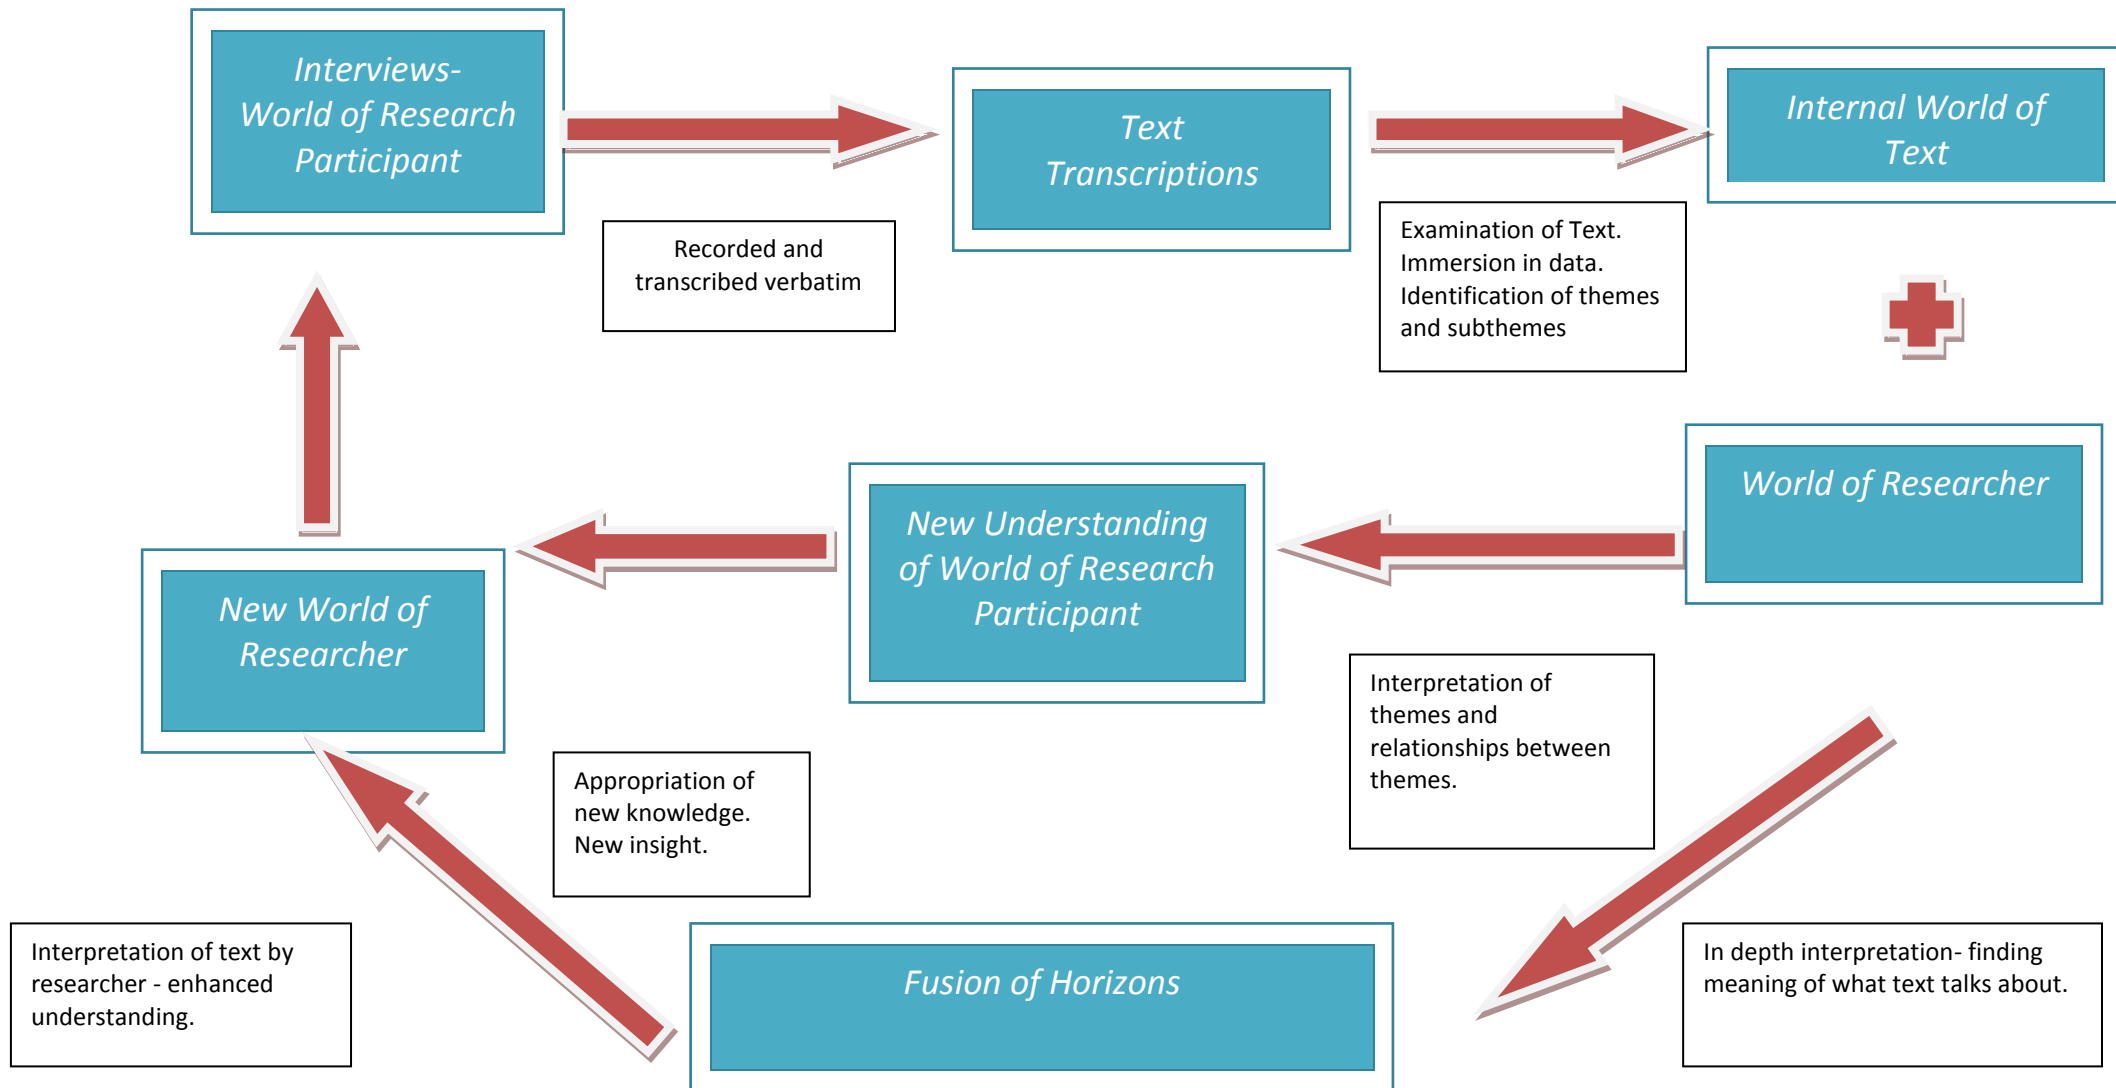 Interviews-
World of Research
Participant
Text
Transcriptions
Internal World of
Text
Recorded and
transcribed verbatim
Examination of Text.
Immersion in data.
Identification of themes
and subthemes
World of Researcher
New Understanding
of World of Research
Participant
New World of
Researcher
Interpretation of
themes and
relationships between
themes.
Appropriation of
new knowledge.
New insight.
Interpretation of text by
researcher - enhanced
understanding.
Fusion of Horizons
In depth interpretation- finding
meaning of what text talks about.